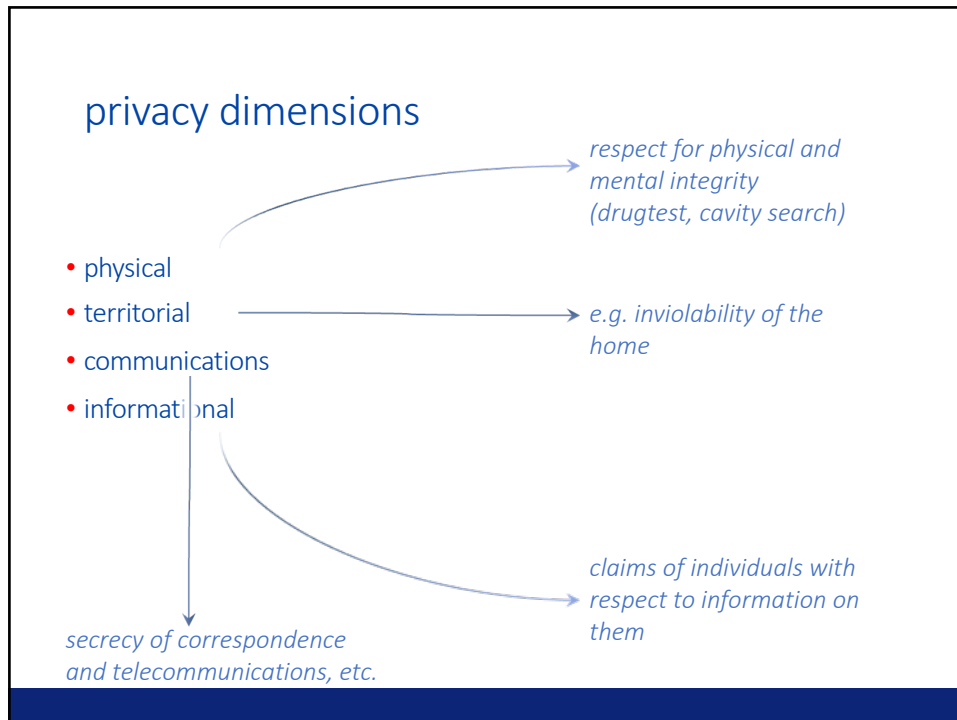 privacy dimensions
respect for physical and
mental integrity
(drugtest, cavity search)
• physical
• territorial
e.g. inviolability of the
home
• communications
• informational
claims of individuals with
respect to information on
them
secrecy of correspondence
and telecommunications, etc.